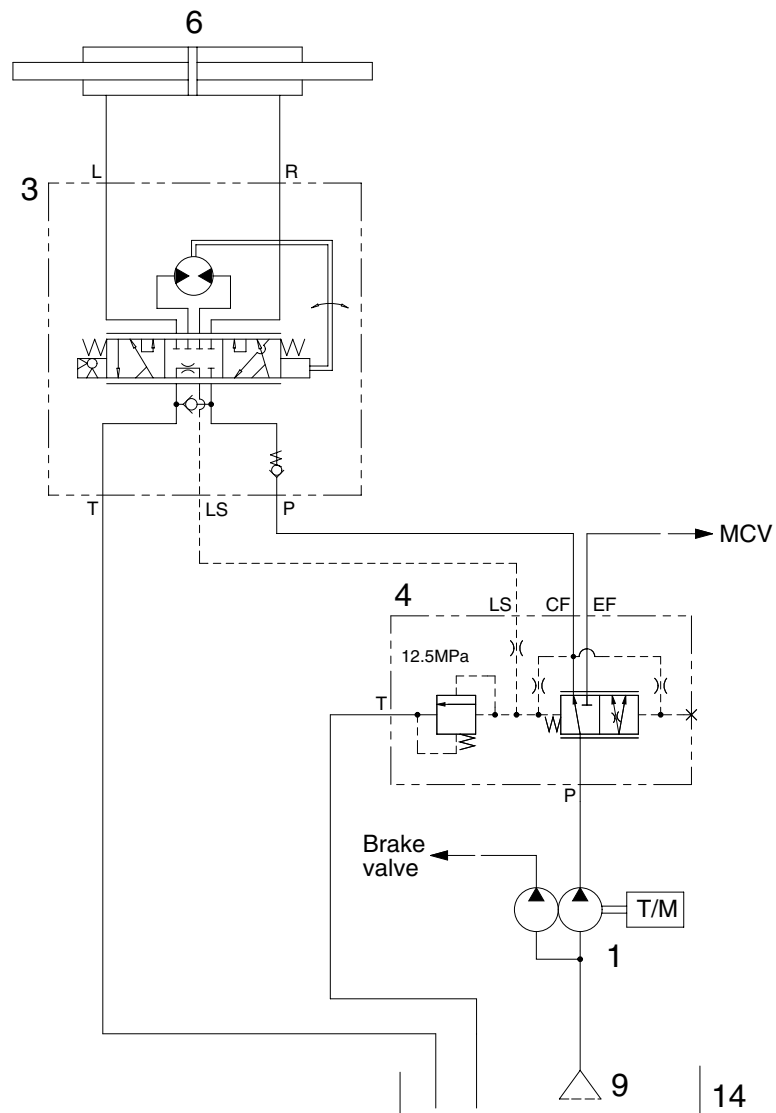 6
L R
3
T LS P
MCV
4
LS CF EF
12.5MPa
T
P
Brake
valve
T/M
1
9
14